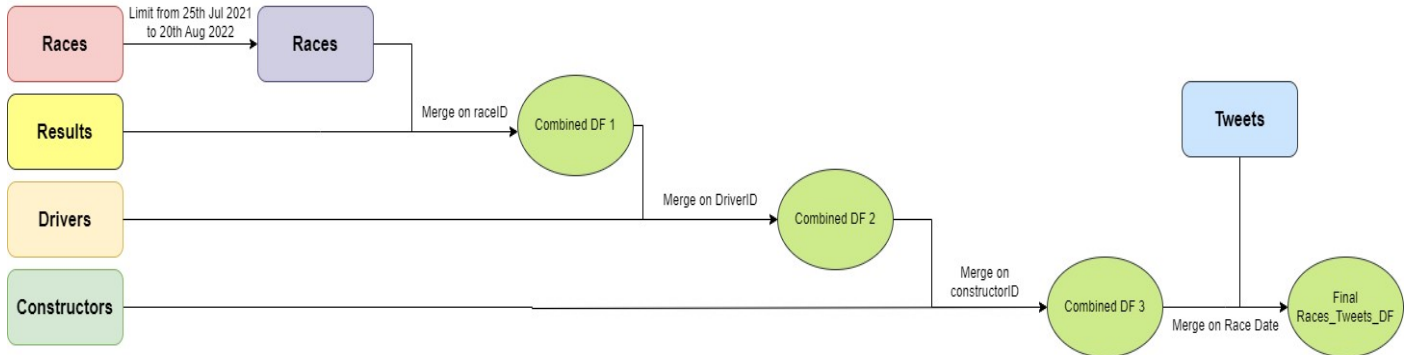 Limit from 25th Jul 2021
to 20th Aug 2022
Races
Races
Results
Merge on raceID
Combined DF 1
Tweets
Drivers
Merge on DriverID
Combined DF 2
Constructors
Merge on
constructorID
Combined DF 3
Merge on Race Date
Final
Races_Tweets_DF